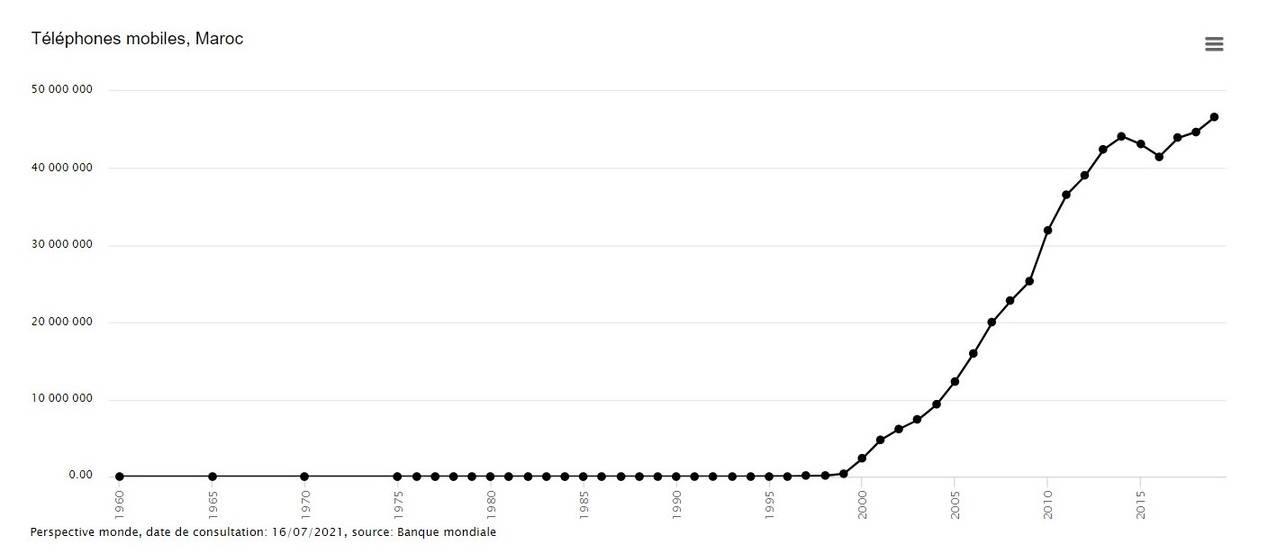 Téléphones mobiles, Maroc
50 000 000
40 000 000
30 000 000
20 000 000
10 000 000
0.00
1960 1965 1970 1975 1980 1985 1990 1995 2000 2005 2010 2015
Perspective monde, date de consultation: 16/07/2021, source: Banque mondiale